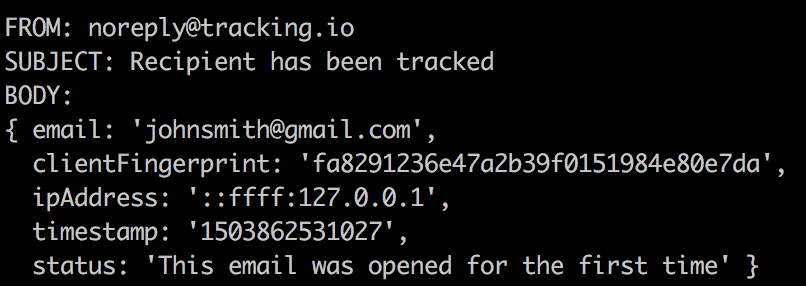 FROM: noreply@tracking.io
SUBJECT: Recipient has been tracked
BODY:
{ email: 'johnsmith@gmail.com',
clientFingerprint: 'fa8291236e47a2b39f0151984e80e7da',
ipAddress: '::ffff:127.0.0.1',
timestamp: '1503862531027',
status: 'This email was opened for the first time' }